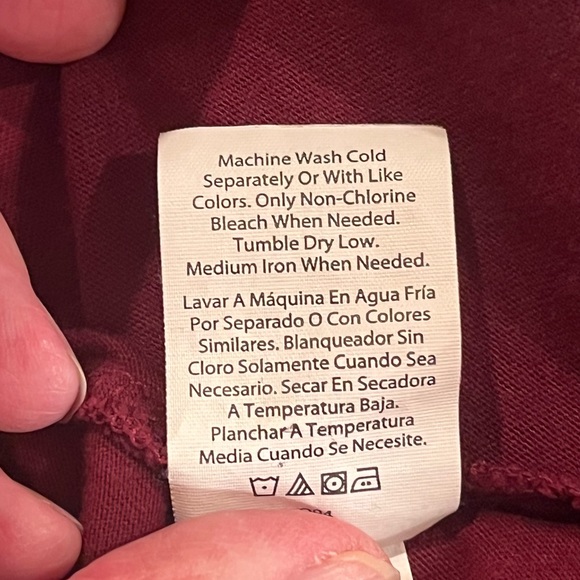 Machine Wash Cold
Separately Or With Like
Colors. Only Non-Chlorine
Bleach When Needed.
Tumble Dry Low.
Medium Iron When Needed.
Lavar A Máquina En Agua Fría
Por Separado O Con Colores
Similares. Blanqueador Sin
Cloro Solamente Cuando Sea
Necesario. Secar En Secadora
A Temperatura Baja.
Planchar A Temperatura
Media Cuando Se Necesite.